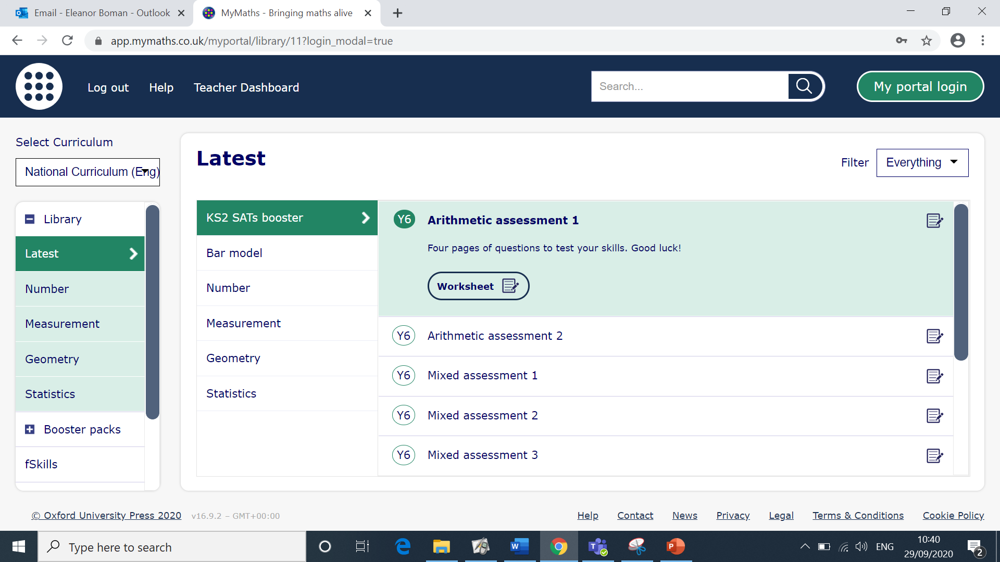 Email - Eleanor Boman - Outlook
MyMaths - Bringing maths alive
app.mymaths.co.uk/myportal/library/11?login_modal=true
Log out
Help
Teacher Dashboard
Search...
My portal login
Select Curriculum
National Curriculum (Eng)
Library
Latest
Number
Measurement
Geometry
Statistics
Booster packs
fSkills
Latest
Filter
Everything
KS2 SATs booster
Bar model
Number
Measurement
Geometry
Statistics
Y6 Arithmetic assessment 1
Four pages of questions to test your skills. Good luck!
Worksheet
Y6 Arithmetic assessment 2
Y6 Mixed assessment 1
Y6 Mixed assessment 2
Y6 Mixed assessment 3
© Oxford University Press 2020
v16.9.2 – GMT+00:00
Help
Contact
News
Privacy
Legal
Terms & Conditions
Cookie Policy
Type here to search
ENG
10:40
29/09/2020
2